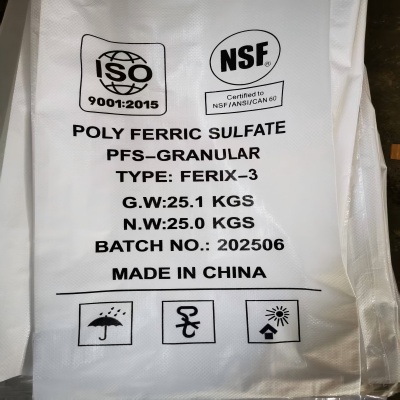 ISO
9001:2015
NSF®
Certified to
NSF/ANSI/CAN 60
POLY FERRIC SULFATE
PFS-GRANULAR
TYPE: FERIX-3
G.W:25.1 KGS
N.W:25.0 KGS
BATCH NO.: 202506
MADE IN CHINA